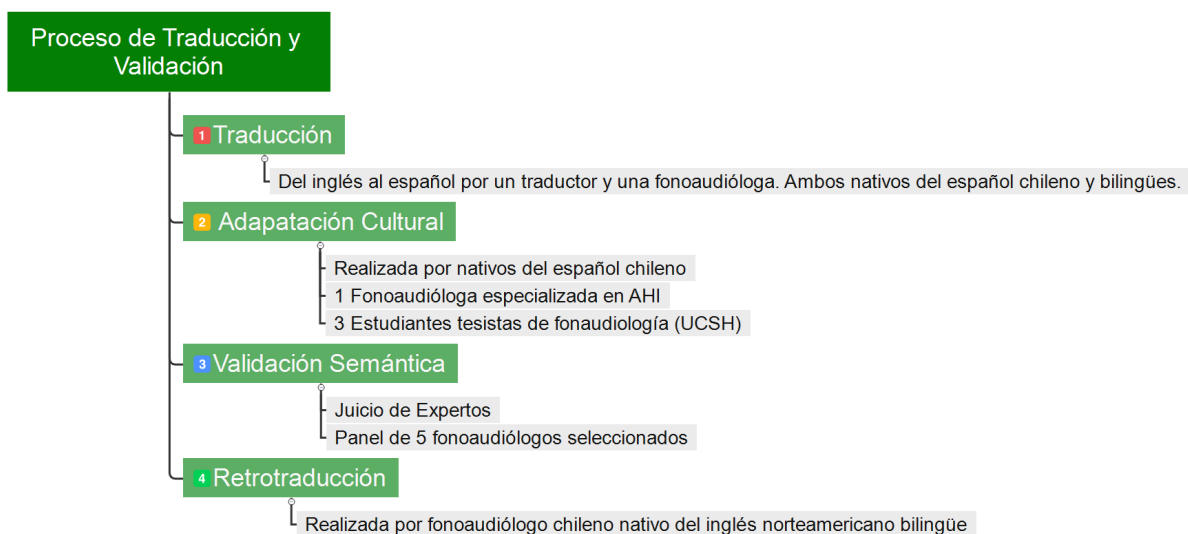 Proceso de Traducción y
Validación
1 Traducción
Del inglés al español por un traductor y una fonoaudióloga. Ambos nativos del español chileno y bilingües.
2 Adapatación Cultural
Realizada por nativos del español chileno
1 Fonoaudióloga especializada en AHI
3 Estudiantes tesistas de fonaudiología (UCSH)
3 Validación Semántica
Juicio de Expertos
Panel de 5 fonoaudiólogos seleccionados
4 Retrotraducción
Realizada por fonoaudiólogo chileno nativo del inglés norteamericano bilingüe